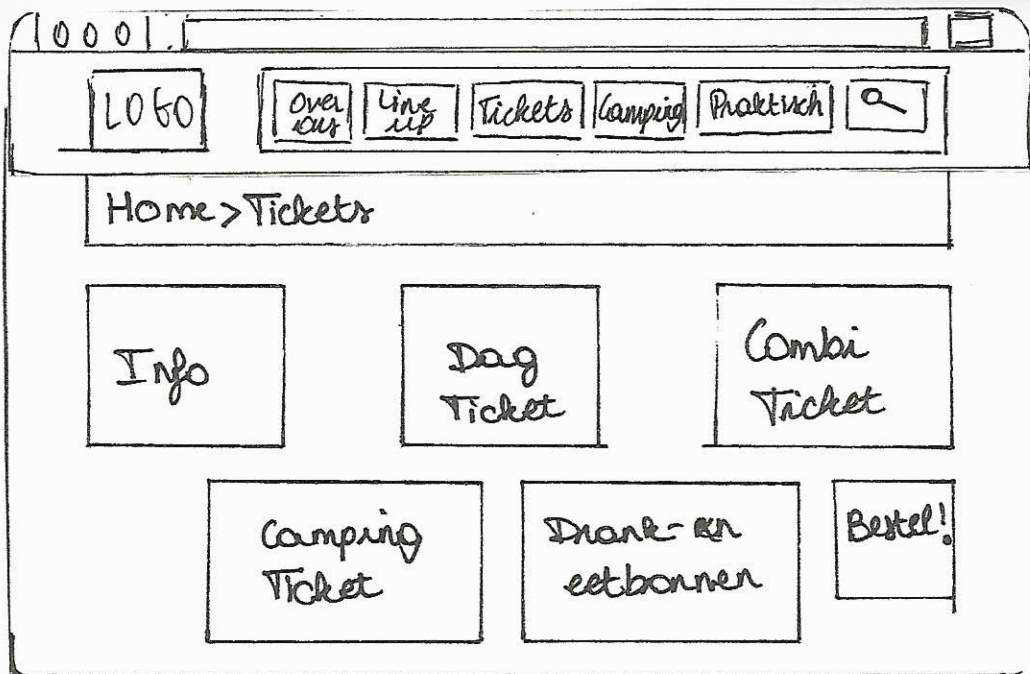 LOGO
Over
ons
Line
up
Tickets
Camping
Praktisch
Home > Tickets
Info
Dag
Ticket
Combi
Ticket
Camping
Ticket
Drank- en
eetbonnen
Bestel!